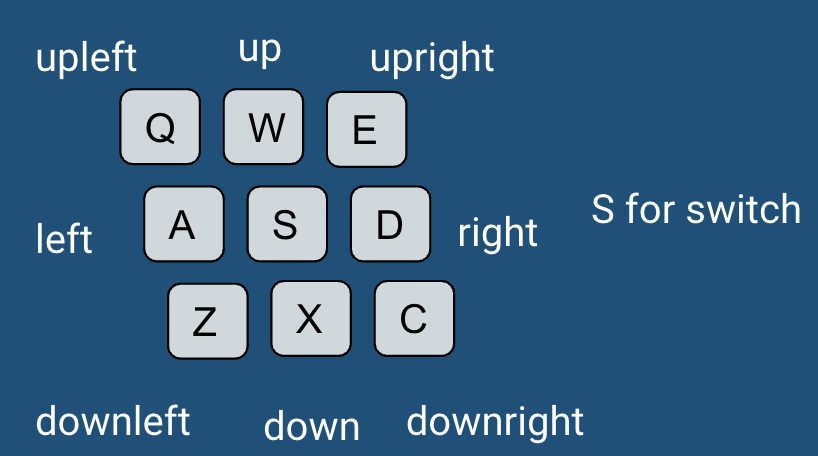 upleft up upright
Q W E
left A S D right S for switch
Z X C
downleft down downright